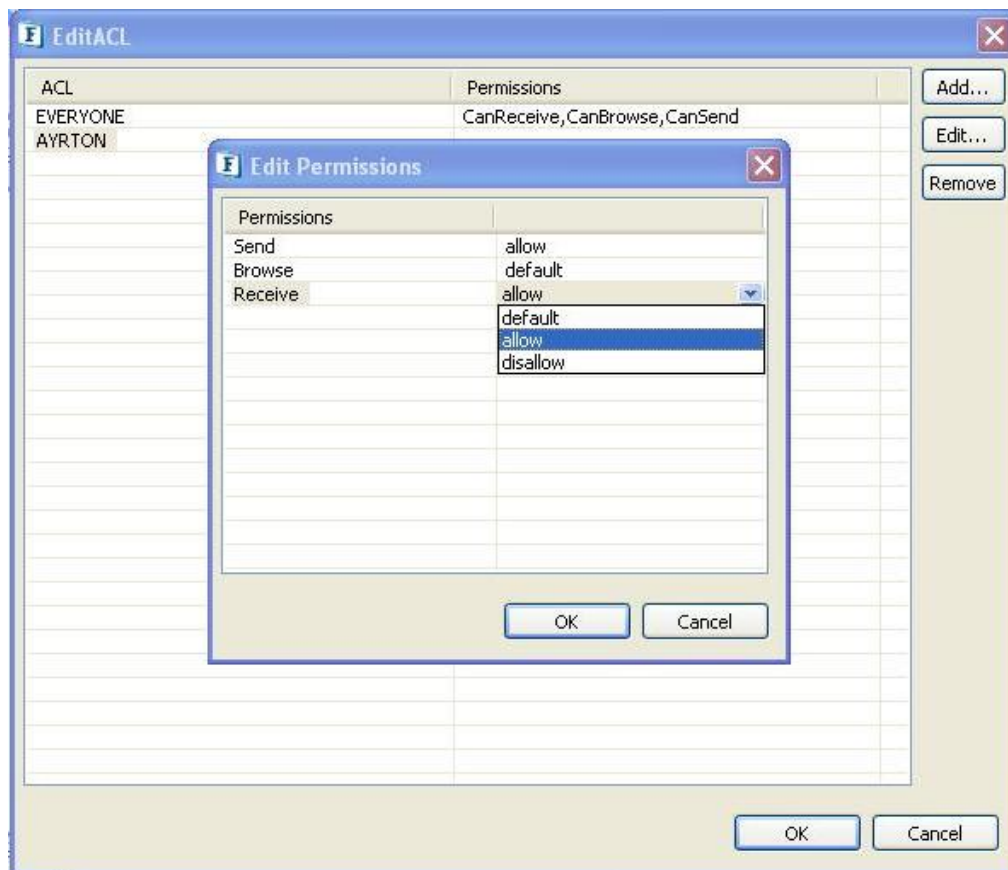 EditACL
ACL Permissions
EVERYONE CanReceive,CanBrowse,CanSend
AYRTON
Add...
Edit...
Remove
Edit Permissions
Permissions
Send allow
Browse default
Receive allow
default
allow
disallow
OK Cancel
OK Cancel